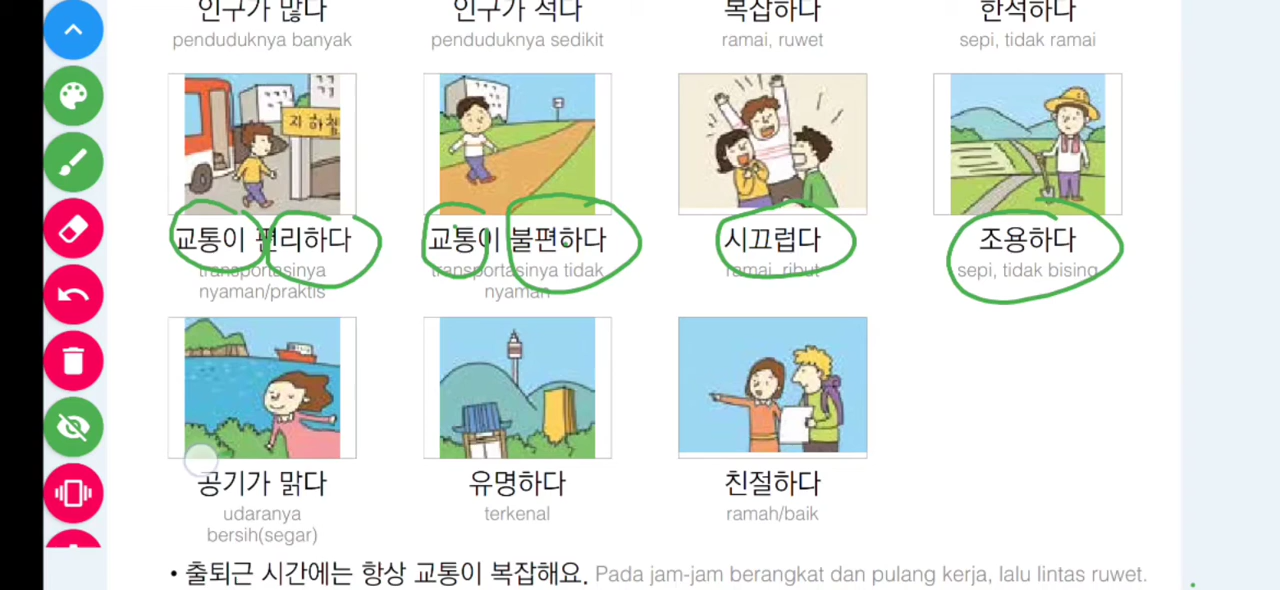 인구가 많다 인구가 적다 복잡하다 한적하다
penduduknya banyak penduduknya sedikit ramai, ruwet sepi, tidak ramai
지하철
교통이 편리하다 교통이 불편하다 시끄럽다 조용하다
transportasinya transportasinya tidak ramai, ribut sepi, tidak bising
nyaman/praktis nyaman
공기가 맑다 유명하다 친절하다
udaranya terkenal ramah/baik
bersih(segar)
• 출퇴근 시간에는 항상 교통이 복잡해요. Pada jam-jam berangkat dan pulang kerja, lalu lintas ruwet.